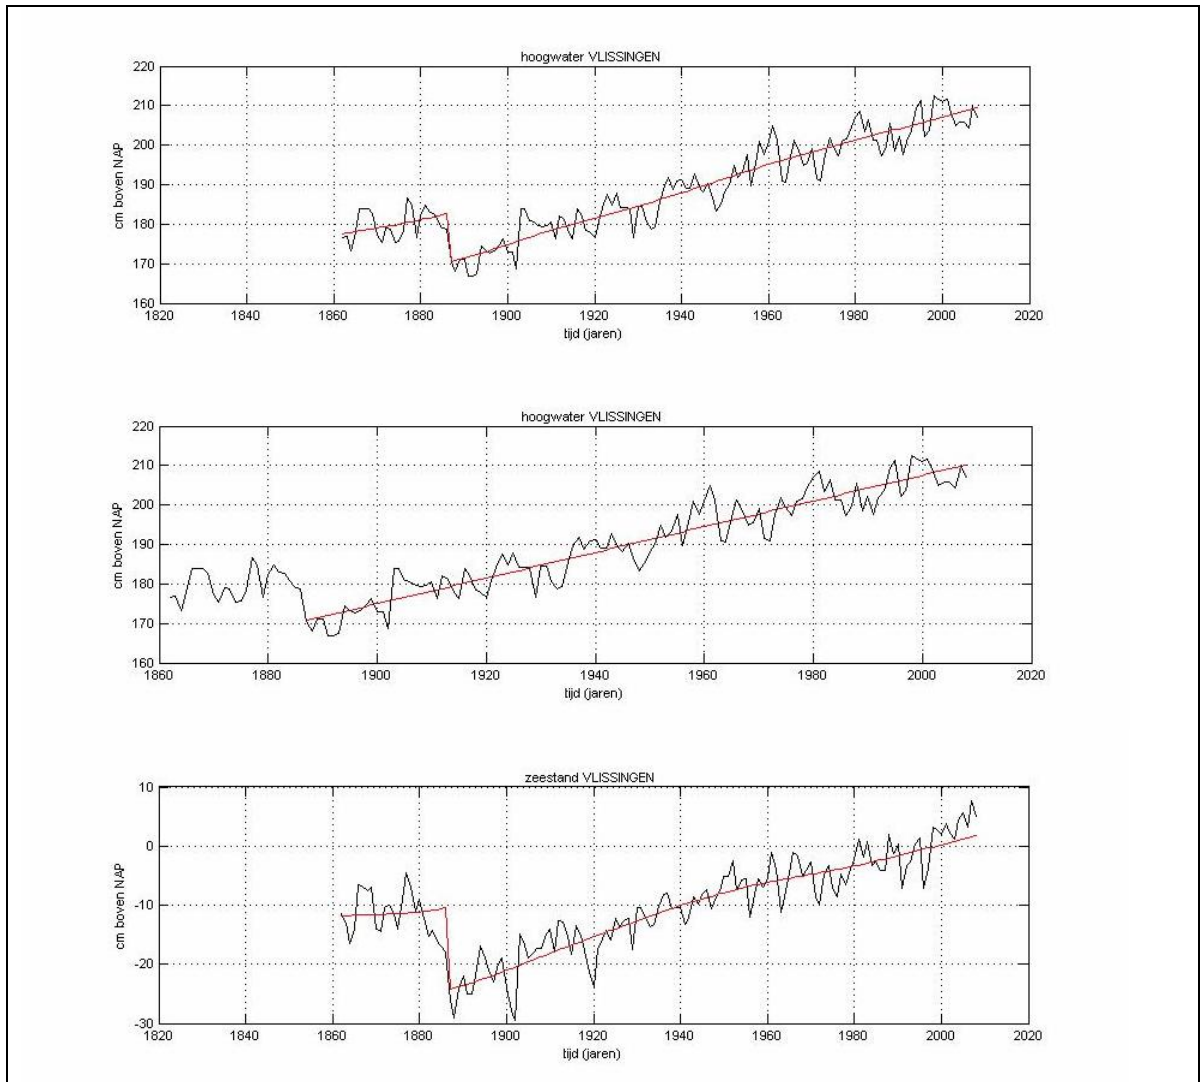 hoogwater VLISSINGEN
220
210
200
190
180
170
160
cm boven NAP
1820 1840 1860 1880 1900 1920 1940 1960 1980 2000 2020
tijd (jaren)
hoogwater VLISSINGEN
220
210
200
190
180
170
160
cm boven NAP
1860 1880 1900 1920 1940 1960 1980 2000 2020
tijd (jaren)
zeestand VLISSINGEN
10
0
-10
-20
-30
cm boven NAP
1820 1840 1860 1880 1900 1920 1940 1960 1980 2000 2020
tijd (jaren)